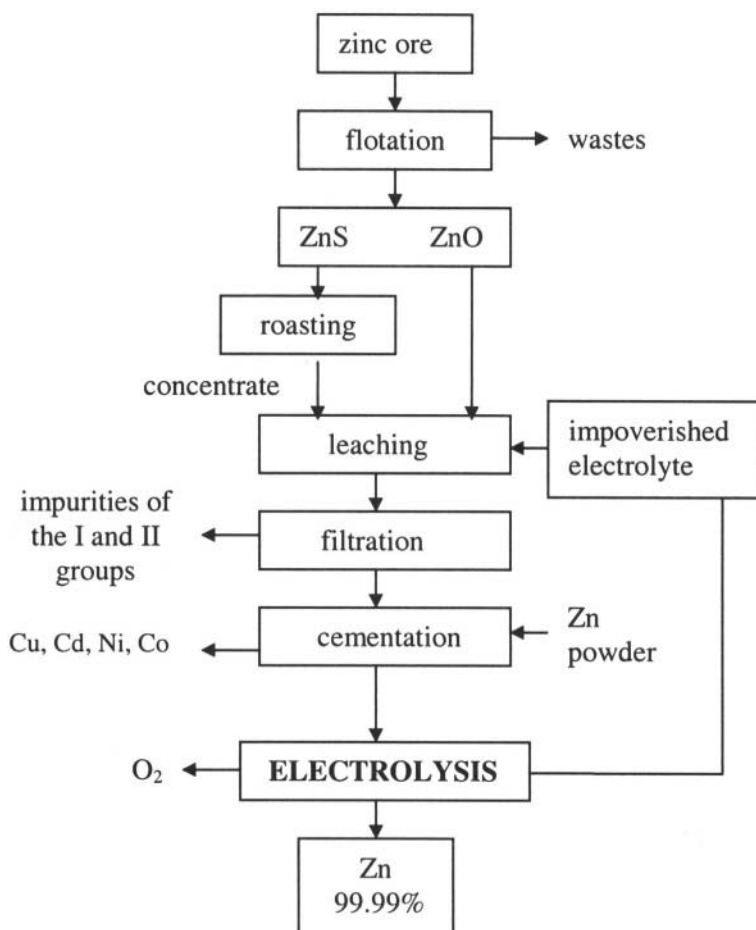 zinc ore
flotation
wastes
ZnS ZnO
roasting
concentrate
leaching
impoverished
electrolyte
impurities of
the I and II
groups
filtration
Cu, Cd, Ni, Co
cementation
Zn
powder
O₂
ELECTROLYSIS
Zn
99.99%